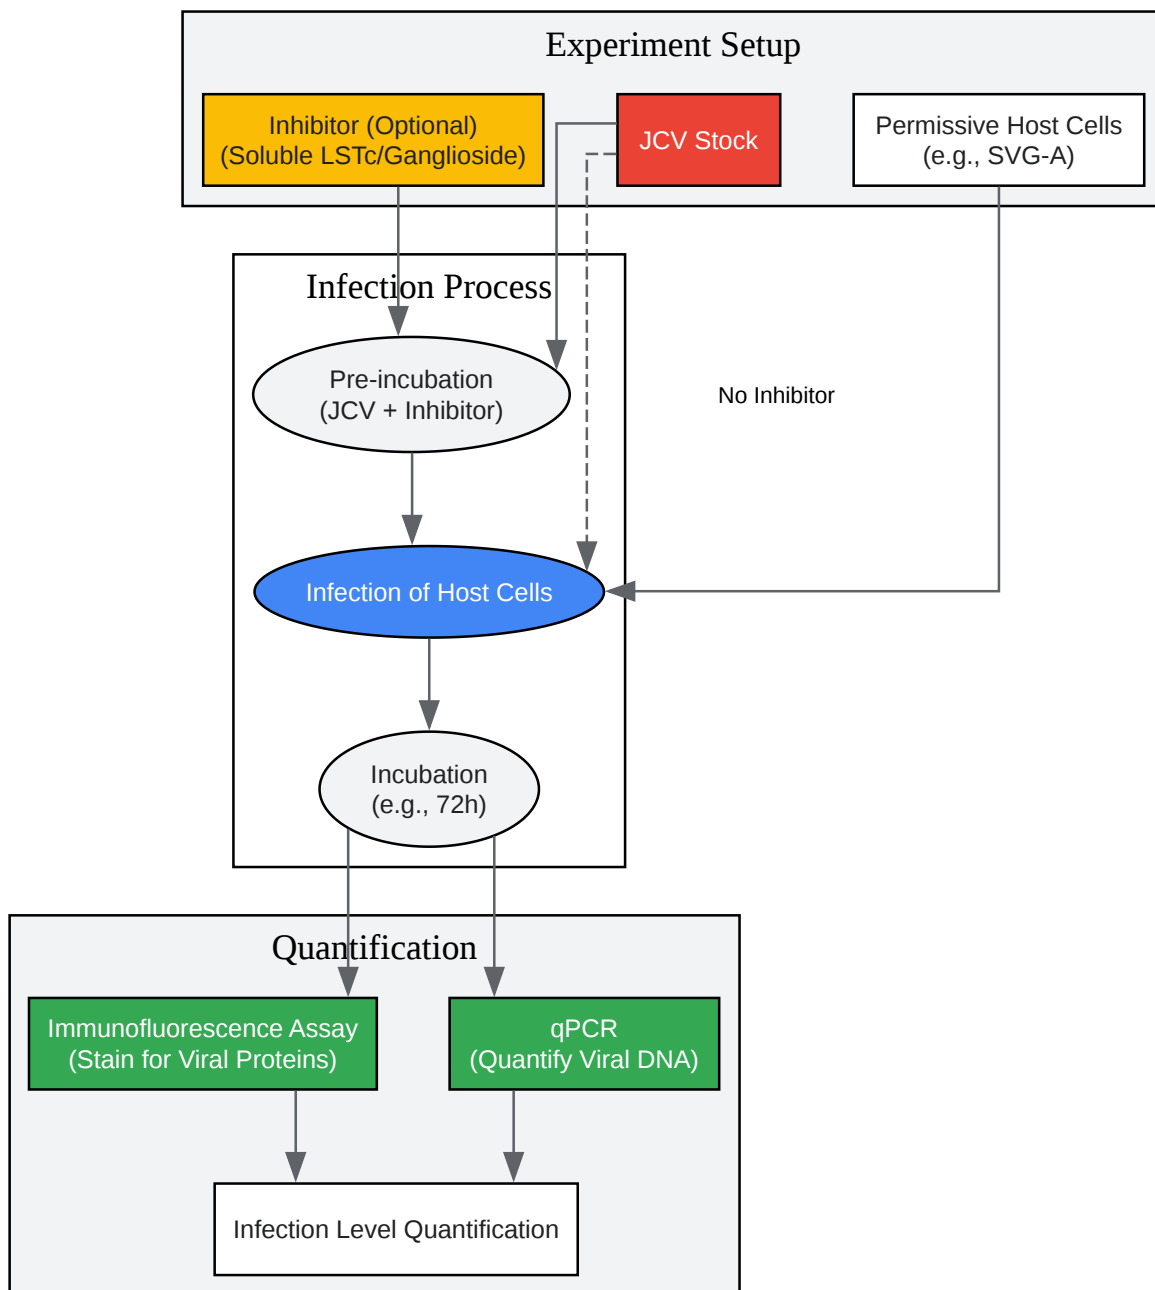 Experiment Setup
Inhibitor (Optional)
(Soluble LSTc/Ganglioside)
JCV Stock
Permissive Host Cells
(e.g., SVG-A)
Infection Process
Pre-incubation
(JCV + Inhibitor)
No Inhibitor
Infection of Host Cells
Incubation
(e.g., 72h)
Quantification
Immunofluorescence Assay
(Stain for Viral Proteins)
qPCR
(Quantify Viral DNA)
Infection Level Quantification